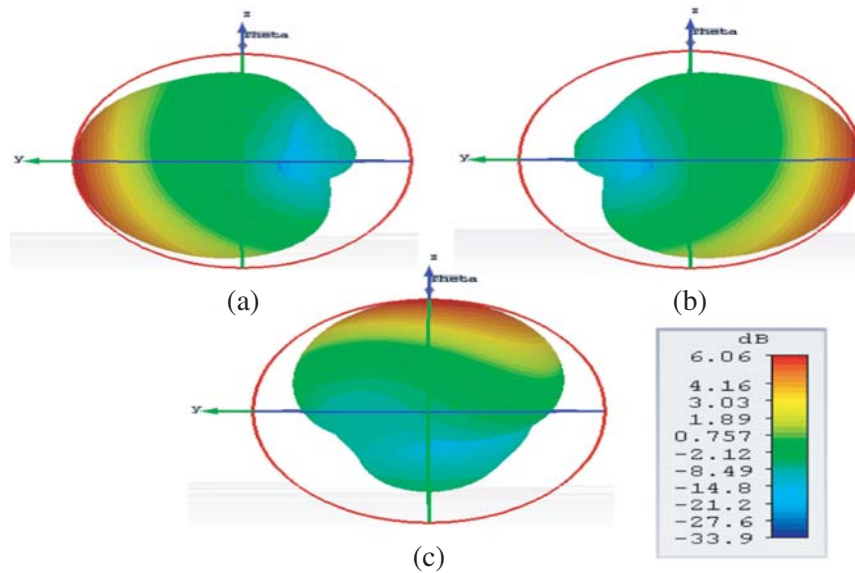 z
Theta
y
(a)
z
Theta
y
(b)
z
Theta
y
(c)
dB
6.06
4.16
3.03
1.89
0.757
-2.12
-8.49
-14.8
-21.2
-27.6
-33.9